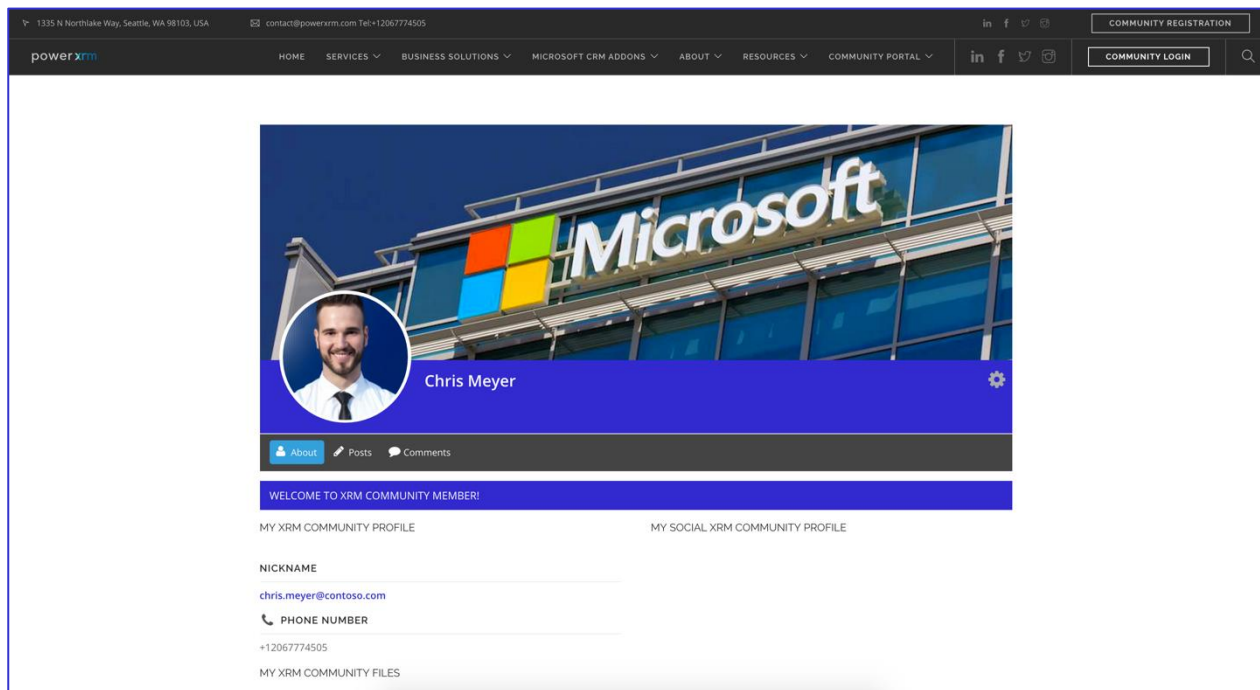 1335 N Northlake Way, Seattle, WA 98103, USA
contact@powerxrm.com Tel:+12067774505
COMMUNITY REGISTRATION
powerxrm
HOME
SERVICES
BUSINESS SOLUTIONS
MICROSOFT CRM ADDONS
ABOUT
RESOURCES
COMMUNITY PORTAL
COMMUNITY LOGIN
Microsoft
Chris Meyer
About
Posts
Comments
WELCOME TO XRM COMMUNITY MEMBER!
MY XRM COMMUNITY PROFILE
MY SOCIAL XRM COMMUNITY PROFILE
NICKNAME
chris.meyer@contoso.com
PHONE NUMBER
+12067774505
MY XRM COMMUNITY FILES